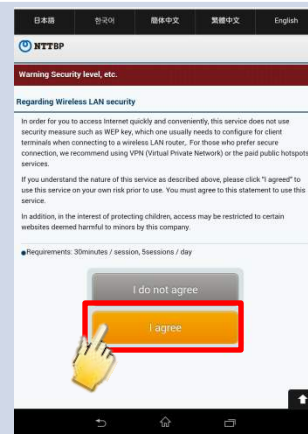 日本語 한국어 簡体中文 繁體中文 English
NTTBP
Warning Security level, etc.
Regarding Wireless LAN security
In order for you to access Internet quickly and conveniently, this service does not use
security measure such as WEP key, which one usually needs to configure for client
terminals when connecting to a wireless LAN router,. For those who prefer secure
connection, we recommend using VPN (Virtual Private Network) or the paid public hotspots
services.
If you understand the nature of this service as described above, please click "I agreed" to
use this service on your own risk prior to use. You must agree to this statement to use this
service.
In addition, in the interest of protecting children, access may be restricted to certain
websites deemed harmful to minors by this company.
●Requirements: 30minutes / session, 5sessions / day
I do not agree
I agree